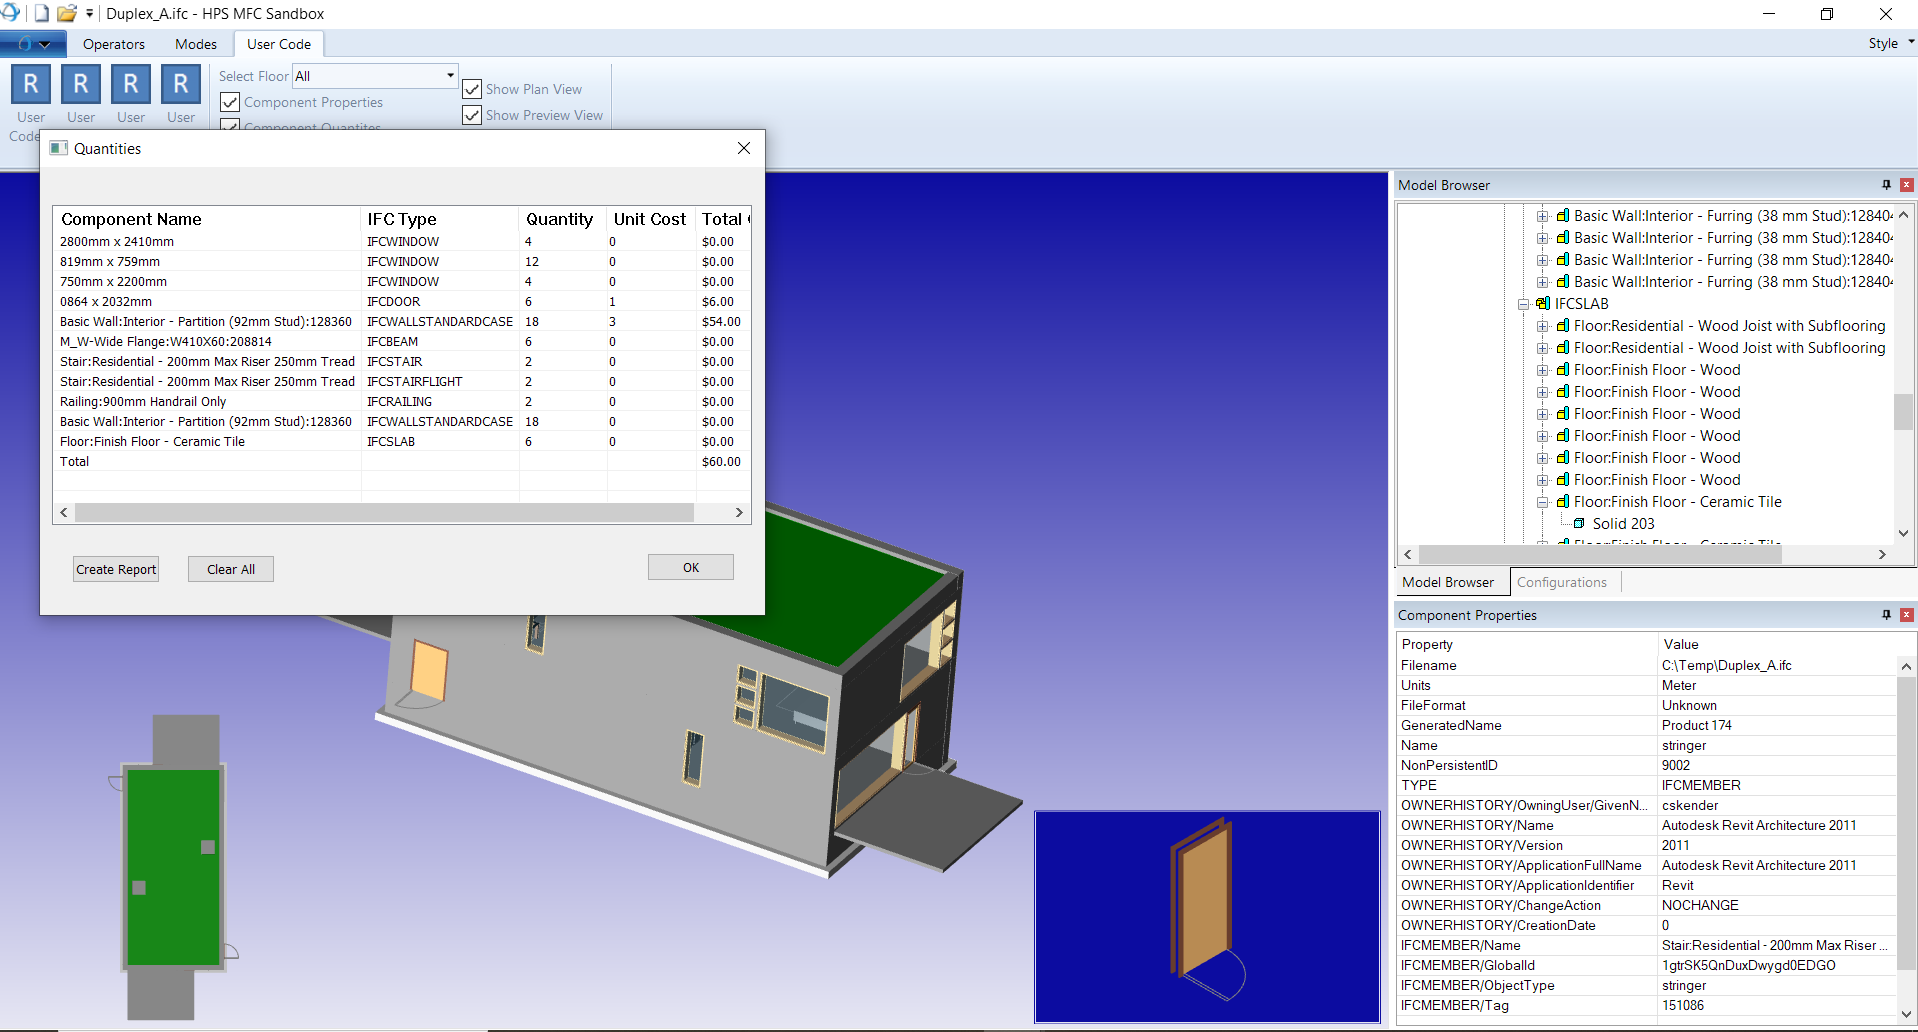 Duplex_A.ifc - HPS MFC Sandbox
Operators Modes User Code Style
R R R R
User User User User
Code
Select Floor All
Component Properties
Component Quantites
Show Plan View
Show Preview View
Quantities
Component Name IFC Type Quantity Unit Cost Total
2800mm x 2410mm IFCWINDOW 4 0 $0.00
819mm x 759mm IFCWINDOW 12 0 $0.00
750mm x 2200mm IFCWINDOW 4 0 $0.00
0864 x 2032mm IFCDOOR 6 1 $6.00
Basic Wall:Interior - Partition (92mm Stud):128360 IFCWALLSTANDARDCASE 18 3 $54.00
M_W-Wide Flange:W410X60:208814 IFCBEAM 6 0 $0.00
Stair:Residential - 200mm Max Riser 250mm Tread IFCSTAIR 2 0 $0.00
Stair:Residential - 200mm Max Riser 250mm Tread IFCSTAIRFLIGHT 2 0 $0.00
Railing:900mm Handrail Only IFCRAILING 2 0 $0.00
Basic Wall:Interior - Partition (92mm Stud):128360 IFCWALLSTANDARDCASE 18 0 $0.00
Floor:Finish Floor - Ceramic Tile IFCSLAB 6 0 $0.00
Total $60.00
Create Report Clear All OK
Model Browser
Basic Wall:Interior - Furring (38 mm Stud):12840
Basic Wall:Interior - Furring (38 mm Stud):12840
Basic Wall:Interior - Furring (38 mm Stud):12840
Basic Wall:Interior - Furring (38 mm Stud):12840
IFCSLAB
Floor:Residential - Wood Joist with Subflooring
Floor:Residential - Wood Joist with Subflooring
Floor:Finish Floor - Wood
Floor:Finish Floor - Wood
Floor:Finish Floor - Wood
Floor:Finish Floor - Wood
Floor:Finish Floor - Wood
Floor:Finish Floor - Wood
Floor:Finish Floor - Ceramic Tile
Solid 203
Floor:Finish Floor - Ceramic Tile
Model Browser Configurations
Component Properties
Property Value
Filename C:\Temp\Duplex_A.ifc
Units Meter
FileFormat Unknown
GeneratedName Product 174
Name stringer
NonPersistentID 9002
TYPE IFCMEMBER
OWNERHISTORY/OwningUser/GivenN... cskender
OWNERHISTORY/Name Autodesk Revit Architecture 2011
OWNERHISTORY/Version 2011
OWNERHISTORY/ApplicationFullName Autodesk Revit Architecture 2011
OWNERHISTORY/ApplicationIdentifier Revit
OWNERHISTORY/ChangeAction NOCHANGE
OWNERHISTORY/CreationDate 0
IFCMEMBER/Name Stair:Residential - 200mm Max Riser ...
IFCMEMBER/GlobalId 1gtrSK5QnDuxDwygd0EDGO
IFCMEMBER/ObjectType stringer
IFCMEMBER/Tag 151086